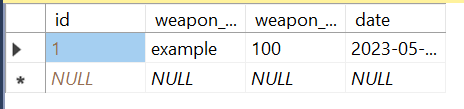 id weapon_... weapon_... date
1 example 100 2023-05-...
* NULL NULL NULL NULL